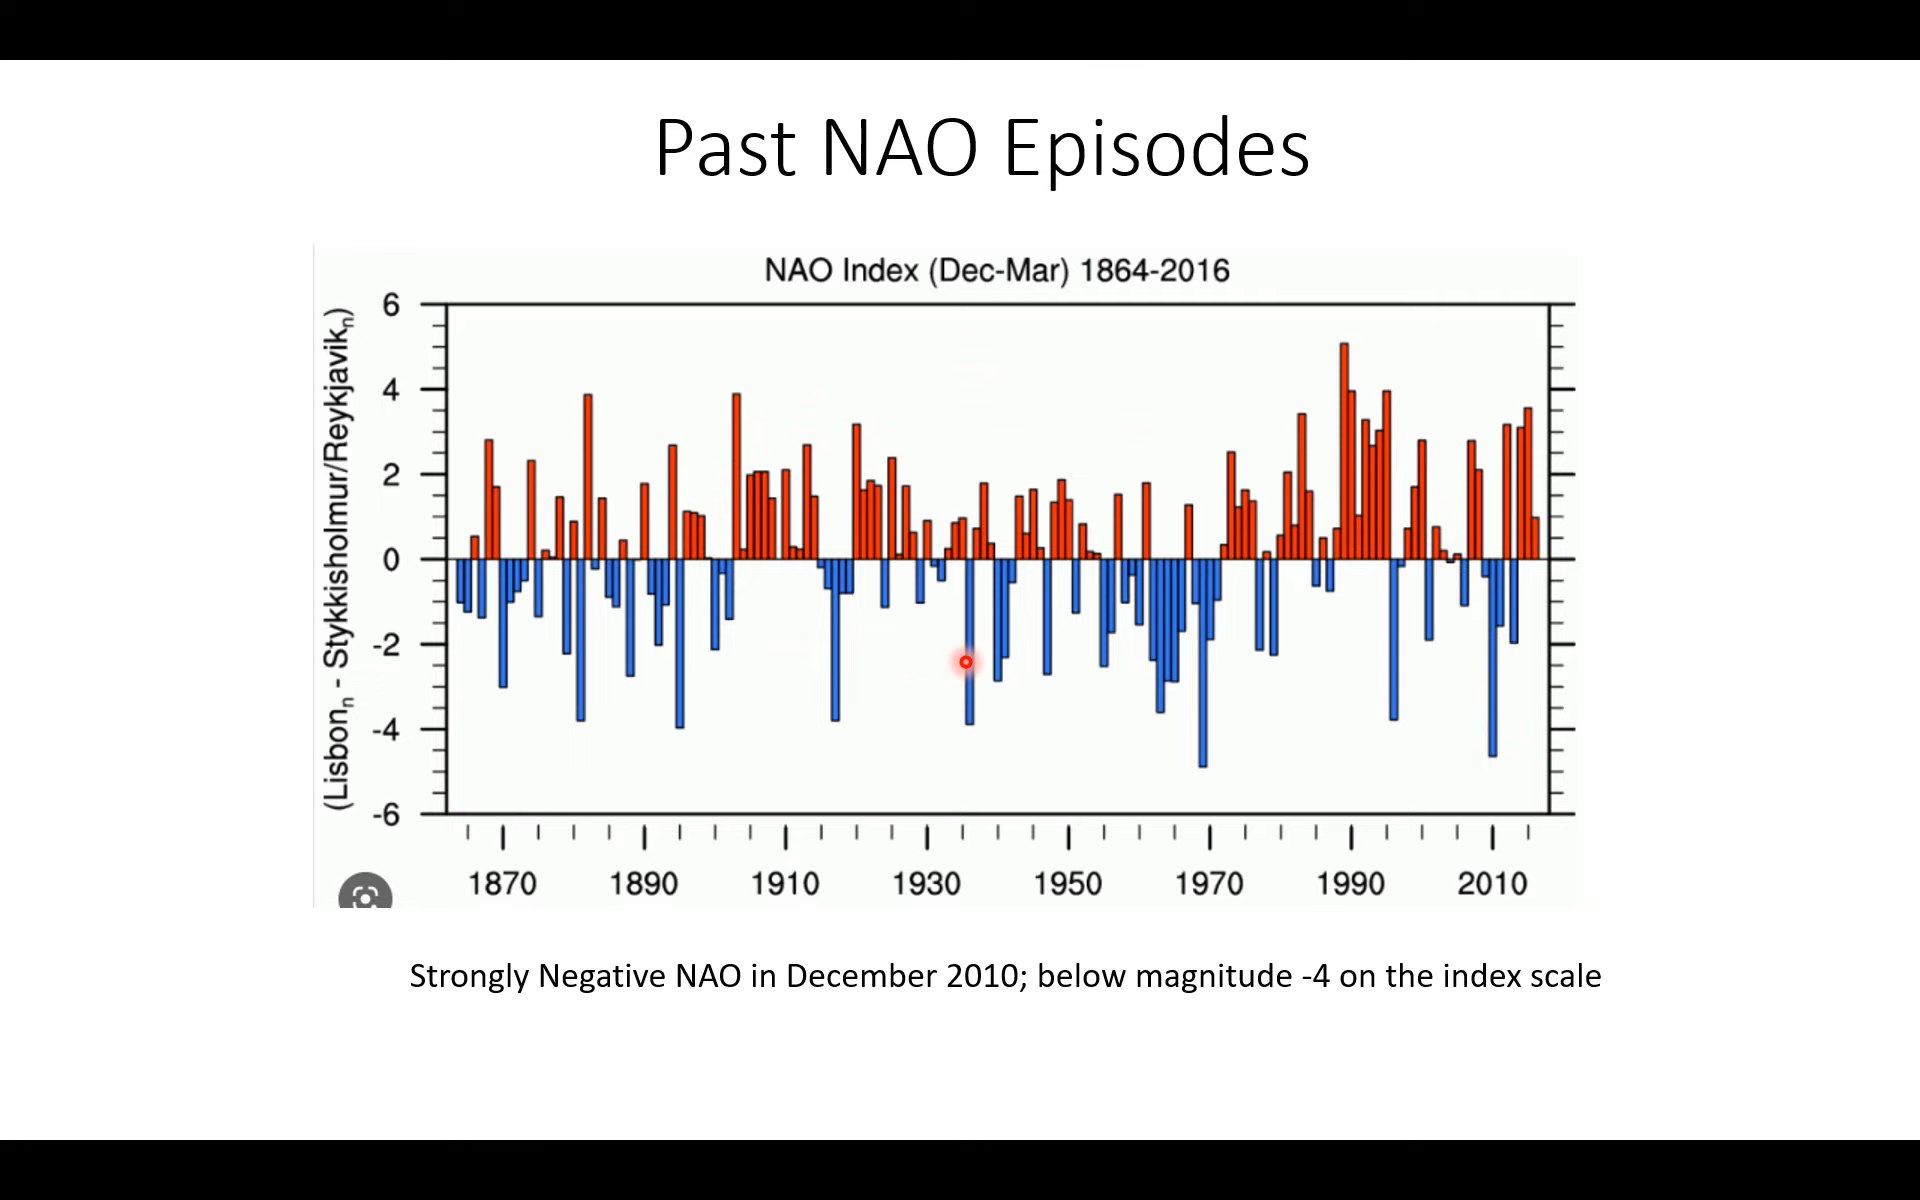 Past NAO Episodes
NAO Index (Dec-Mar) 1864-2016
(Lisbonn - Stykkisholmur/Reykjavikn)
6
4
2
0
-2
-4
-6
1870 1890 1910 1930 1950 1970 1990 2010
Strongly Negative NAO in December 2010; below magnitude -4 on the index scale